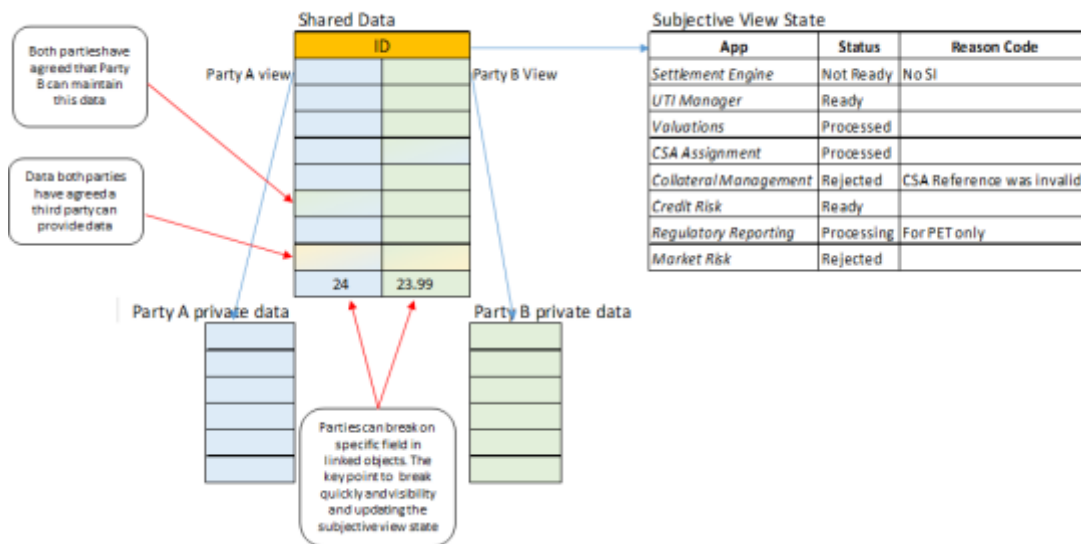 Shared Data
Subjective View State
ID
Party A view
Party B View
Both parties have
agreed that Party
B can maintain
this data
Data both parties
have agreed a
third party can
provide data
24 23.99
App Status Reason Code
Settlement Engine Not Ready No SI
UTI Manager Ready
Valuations Processed
CSA Assignment Processed
Collateral Management Rejected CSA Reference was invalid
Credit Risk Ready
Regulatory Reporting Processing For PET only
Market Risk Rejected
Party A private data
Party B private data
Parties can break on
specific field in
linked objects. The
key point to break
quickly and visibility
and updating the
subjective view state